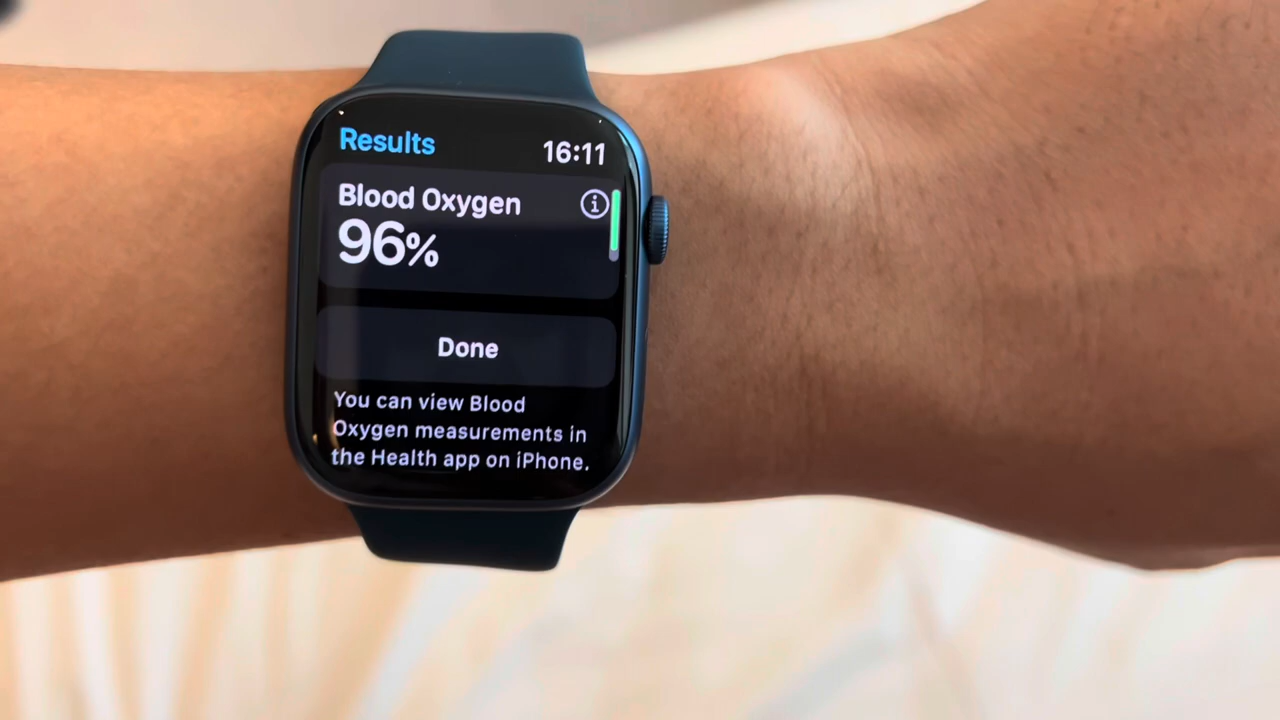 Results
16:11
Blood Oxygen
96%
Done
You can view Blood
Oxygen measurements in
the Health app on iPhone.